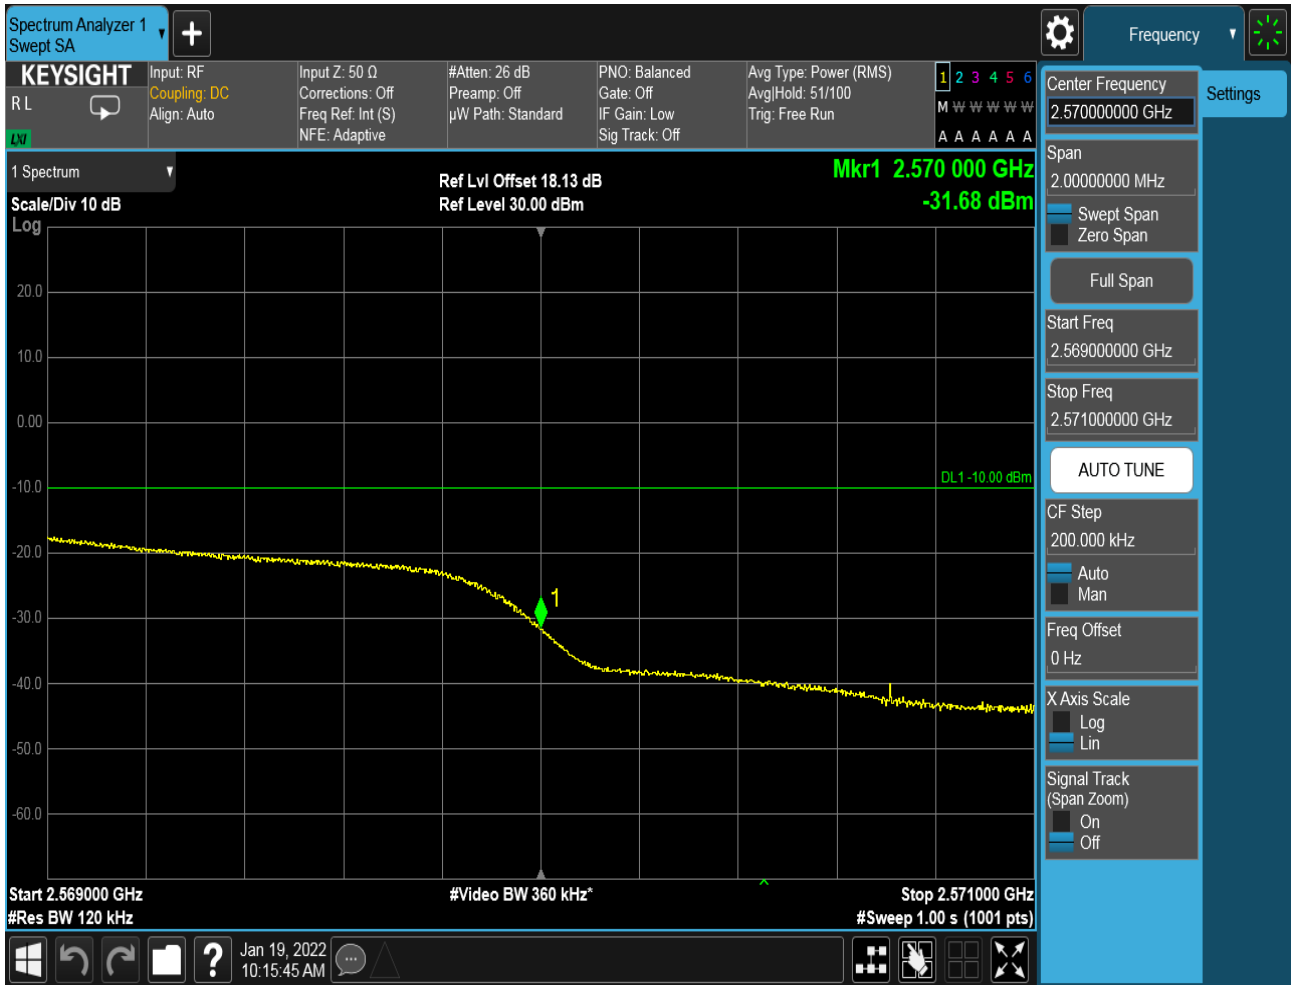 Spectrum Analyzer 1
Swept SA
Frequency
KEYSIGHT
R L
LXI
Input: RF
Coupling: DC
Align: Auto
Input Z: 50 Ω
Corrections: Off
Freq Ref: Int (S)
NFE: Adaptive
#Atten: 26 dB
Preamp: Off
µW Path: Standard
PNO: Balanced
Gate: Off
IF Gain: Low
Sig Track: Off
Avg Type: Power (RMS)
Avg|Hold: 51/100
Trig: Free Run
1 2 3 4 5 6
M W W W W W
A A A A A A
1 Spectrum
Scale/Div 10 dB
Log
Ref Lvl Offset 18.13 dB
Ref Level 30.00 dBm
Mkr1 2.570 000 GHz
-31.68 dBm
20.0
10.0
0.00
-10.0
-20.0
-30.0
-40.0
-50.0
-60.0
DL1 -10.00 dBm
1
Start 2.569000 GHz
#Res BW 120 kHz
#Video BW 360 kHz*
Stop 2.571000 GHz
#Sweep 1.00 s (1001 pts)
Jan 19, 2022
10:15:45 AM
?
Center Frequency
2.570000000 GHz
Settings
Span
2.00000000 MHz
Swept Span
Zero Span
Full Span
Start Freq
2.569000000 GHz
Stop Freq
2.571000000 GHz
AUTO TUNE
CF Step
200.000 kHz
Auto
Man
Freq Offset
0 Hz
X Axis Scale
Log
Lin
Signal Track
(Span Zoom)
On
Off